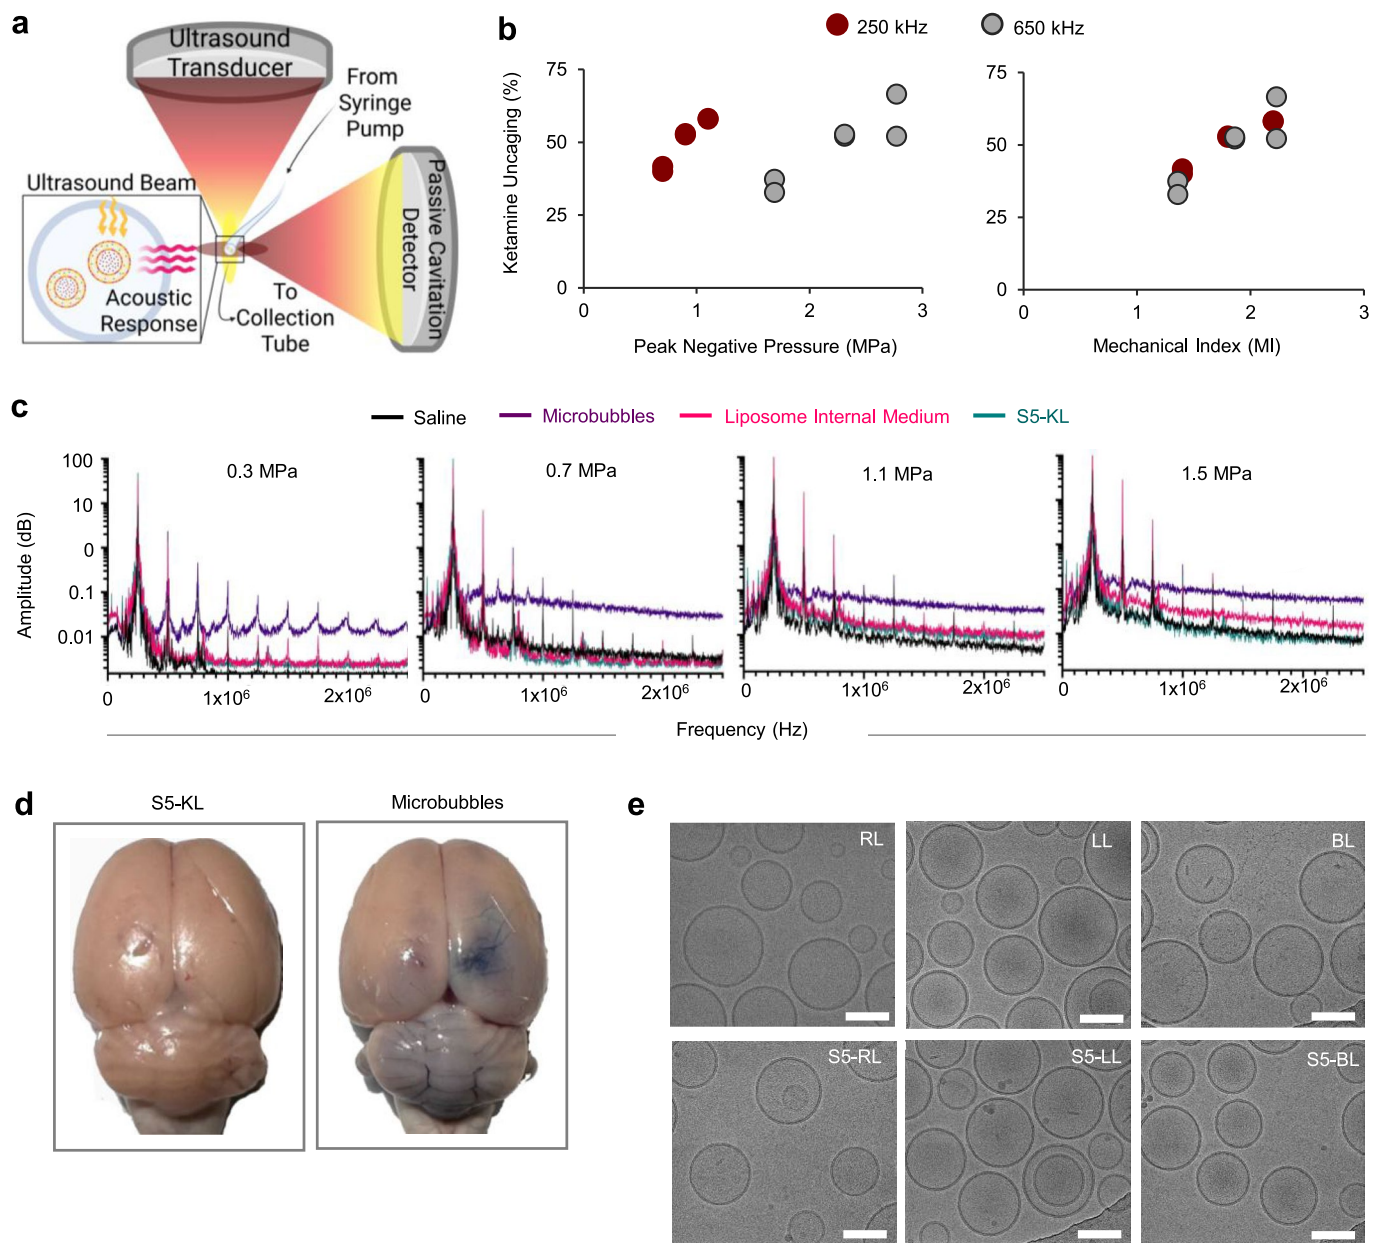 a
Ultrasound
Transducer
From
Syringe
Pump
Ultrasound Beam
Acoustic
Response
To
Collection
Tube
Passive Cavitation
Detector
b
250 kHz
650 kHz
Ketamine Uncaging (%)
75
50
25
0
0
1
2
3
Peak Negative Pressure (MPa)
75
50
25
0
0
1
2
3
Mechanical Index (MI)
c
Saline
Microbubbles
Liposome Internal Medium
S5-KL
Amplitude (dB)
100
10
0
0.1
0.01
0.3 MPa
0.7 MPa
1.1 MPa
1.5 MPa
0
1x10⁶
2x10⁶
0
1x10⁶
2x10⁶
0
1x10⁶
2x10⁶
0
1x10⁶
2x10⁶
Frequency (Hz)
d
S5-KL
Microbubbles
e
RL
LL
BL
S5-RL
S5-LL
S5-BL